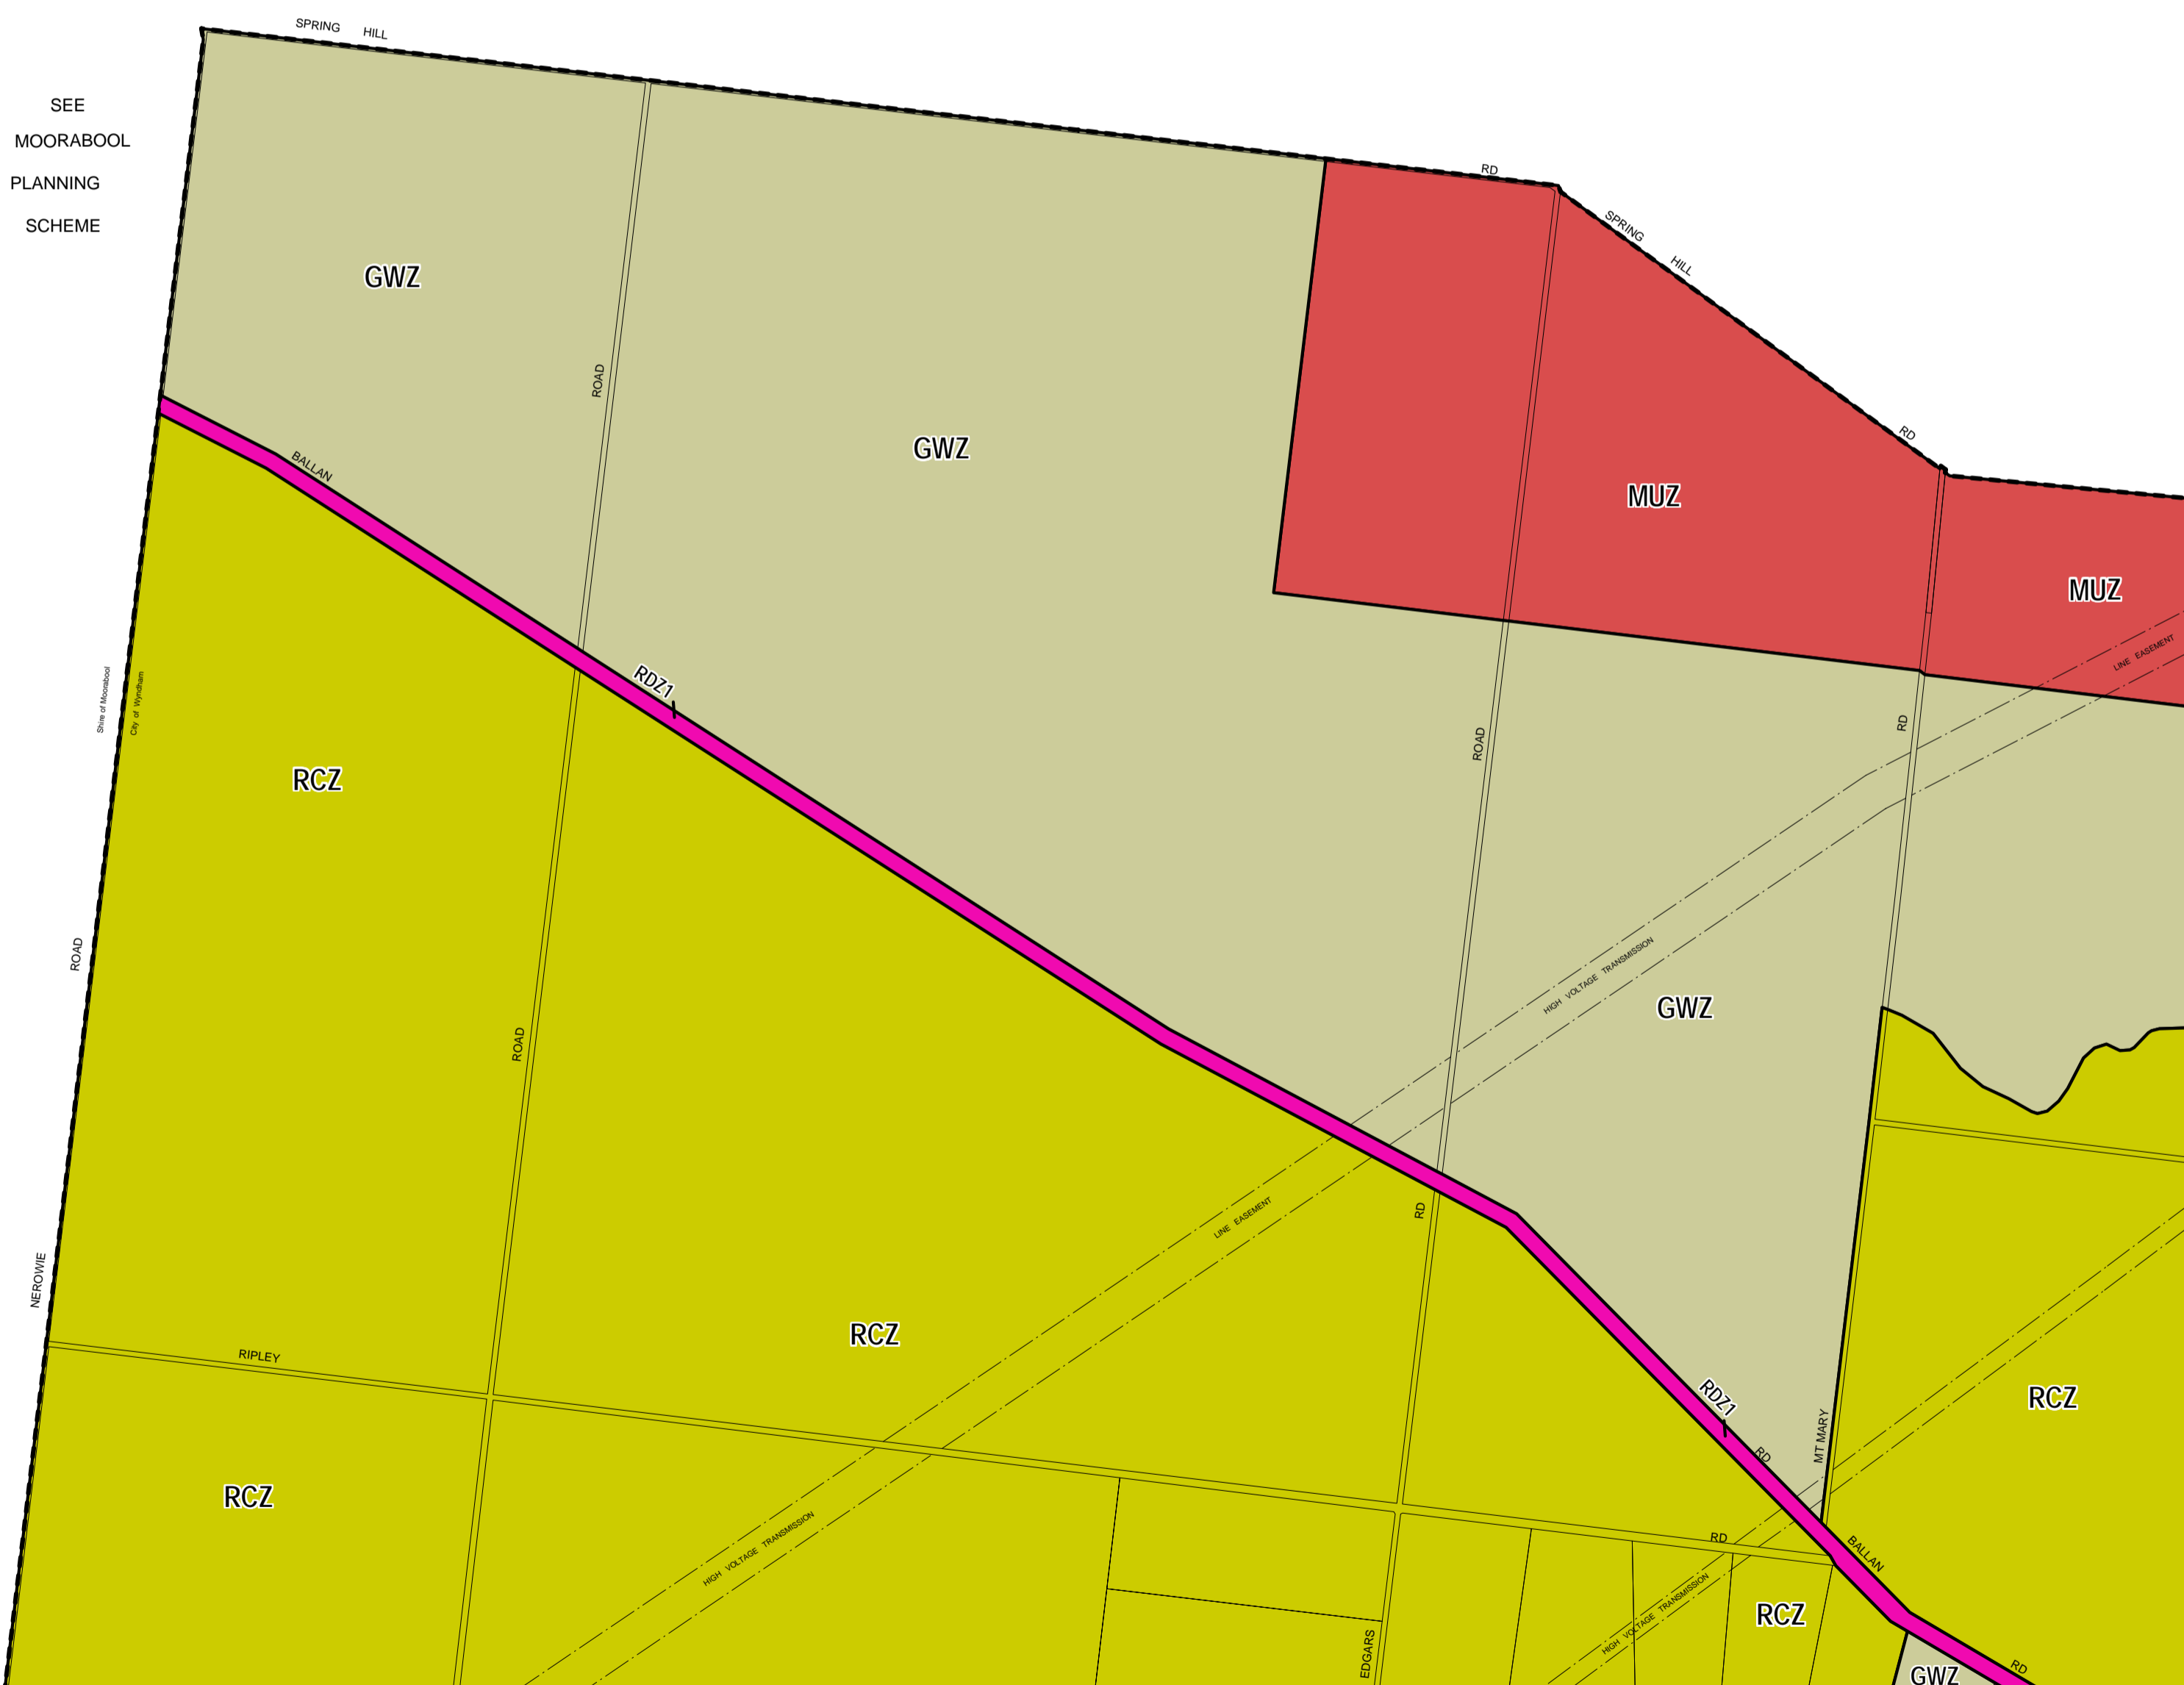 SPRING HILL
RD
SEE
MOORABOOL
PLANNING
SCHEME
SPRING HILL RD
GWZ
ROAD
BALLAN
GWZ
MUZ
MUZ
LINE EASEMENT
RDZ1
Shire of Moorabool
City of Wyndham
RCZ
ROAD
RD
ROAD
HIGH VOLTAGE TRANSMISSION
GWZ
ROAD
LINE EASEMENT
RD
NEROWIE
RIPLEY
RCZ
RDZ1
RD
MT MARY
RCZ
RCZ
HIGH VOLTAGE TRANSMISSION
RD
BALLAN
HIGH VOLTAGE TRANSMISSION
RCZ
EDGARS
GWZ
RD